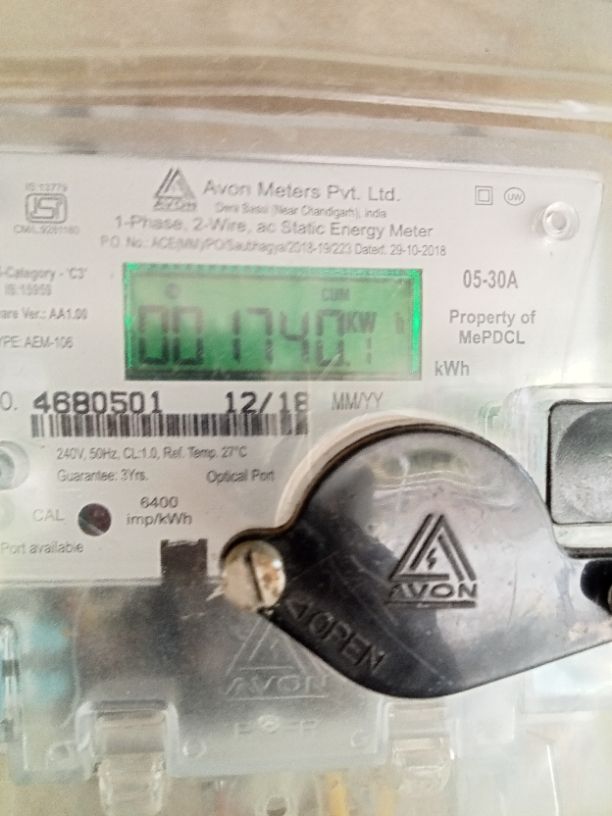 IS:13779
AVON
Avon Meters Pvt. Ltd.
Dera Bassi (Near Chandigarh), India
UW
CM/L:9261180
1-Phase, 2-Wire, ac Static Energy Meter
P.O. No.: ACE(MM)/PO/Saubhagya/2018-19/223 Dated: 29-10-2018
-Category - 'C3'
IS:15959
are Ver.: AA1.00
YPE: AEM-106
CUM
001740.1 KW h
05-30A
Property of
MePDCL
kWh
O. 4680501 12/18 MM/YY
240V, 50Hz, CL:1.0, Ref. Temp. 27°C
Guarantee: 3Yrs. Optical Port
CAL
6400
imp/kWh
Port available
AVON
OPEN
AVON